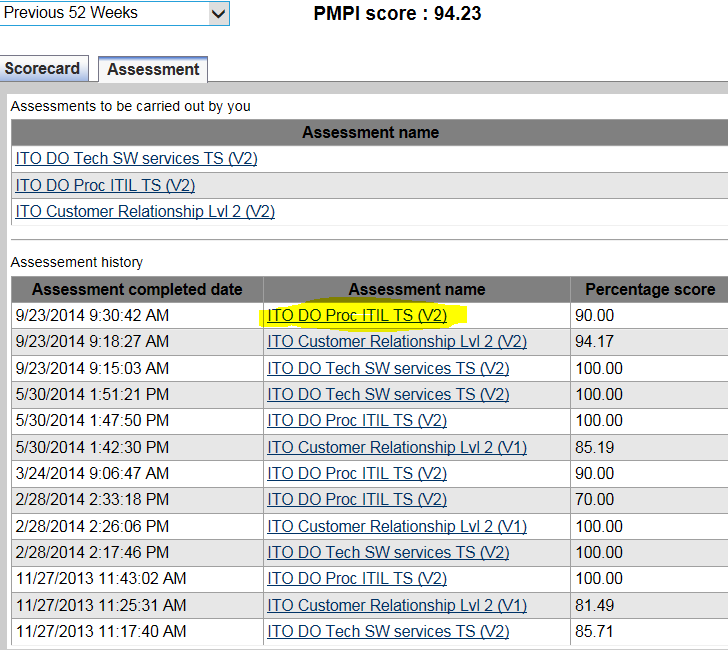 Previous 52 Weeks PMPI score : 94.23
Scorecard Assessment
Assessments to be carried out by you
Assessment name
ITO DO Tech SW services TS (V2)
ITO DO Proc ITIL TS (V2)
ITO Customer Relationship Lvl 2 (V2)
Assessement history
Assessment completed date Assessment name Percentage score
9/23/2014 9:30:42 AM ITO DO Proc ITIL TS (V2) 90.00
9/23/2014 9:18:27 AM ITO Customer Relationship Lvl 2 (V2) 94.17
9/23/2014 9:15:03 AM ITO DO Tech SW services TS (V2) 100.00
5/30/2014 1:51:21 PM ITO DO Tech SW services TS (V2) 100.00
5/30/2014 1:47:50 PM ITO DO Proc ITIL TS (V2) 100.00
5/30/2014 1:42:30 PM ITO Customer Relationship Lvl 2 (V1) 85.19
3/24/2014 9:06:47 AM ITO DO Proc ITIL TS (V2) 90.00
2/28/2014 2:33:18 PM ITO DO Proc ITIL TS (V2) 70.00
2/28/2014 2:26:06 PM ITO Customer Relationship Lvl 2 (V1) 100.00
2/28/2014 2:17:46 PM ITO DO Tech SW services TS (V2) 100.00
11/27/2013 11:43:02 AM ITO DO Proc ITIL TS (V2) 100.00
11/27/2013 11:25:31 AM ITO Customer Relationship Lvl 2 (V1) 81.49
11/27/2013 11:17:40 AM ITO DO Tech SW services TS (V2) 85.71